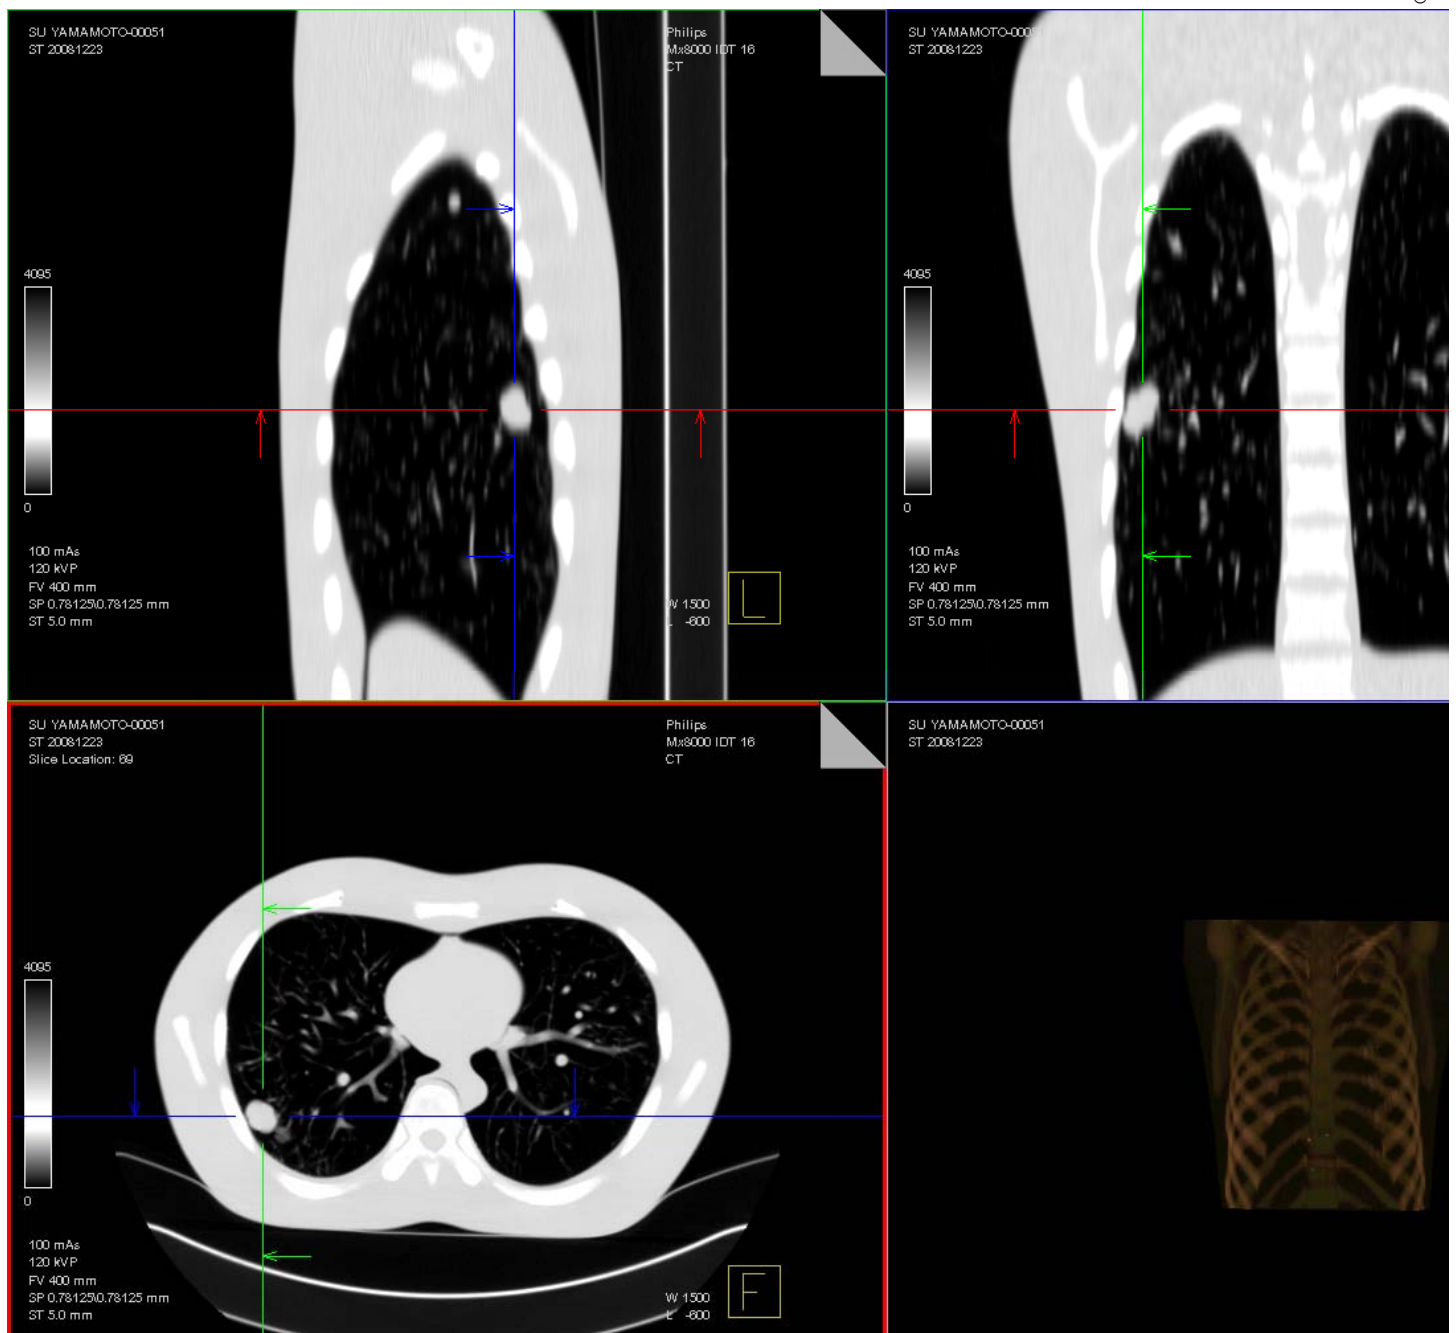 SU YAMAMOTO-00051
ST 20081223
Philips
Mx8000 IDT 16
CT
4095
0
100 mAs
120 kVP
FV 400 mm
SP 0.78125\0.78125 mm
ST 5.0 mm
W 1500
L -600
L
SU YAMAMOTO-00051
ST 20081223
4095
0
100 mAs
120 kVP
FV 400 mm
SP 0.78125\0.78125 mm
ST 5.0 mm
SU YAMAMOTO-00051
ST 20081223
Slice Location: 69
Philips
Mx8000 IDT 16
CT
4095
0
100 mAs
120 kVP
FV 400 mm
SP 0.78125\0.78125 mm
ST 5.0 mm
W 1500
L -600
F
SU YAMAMOTO-00051
ST 20081223